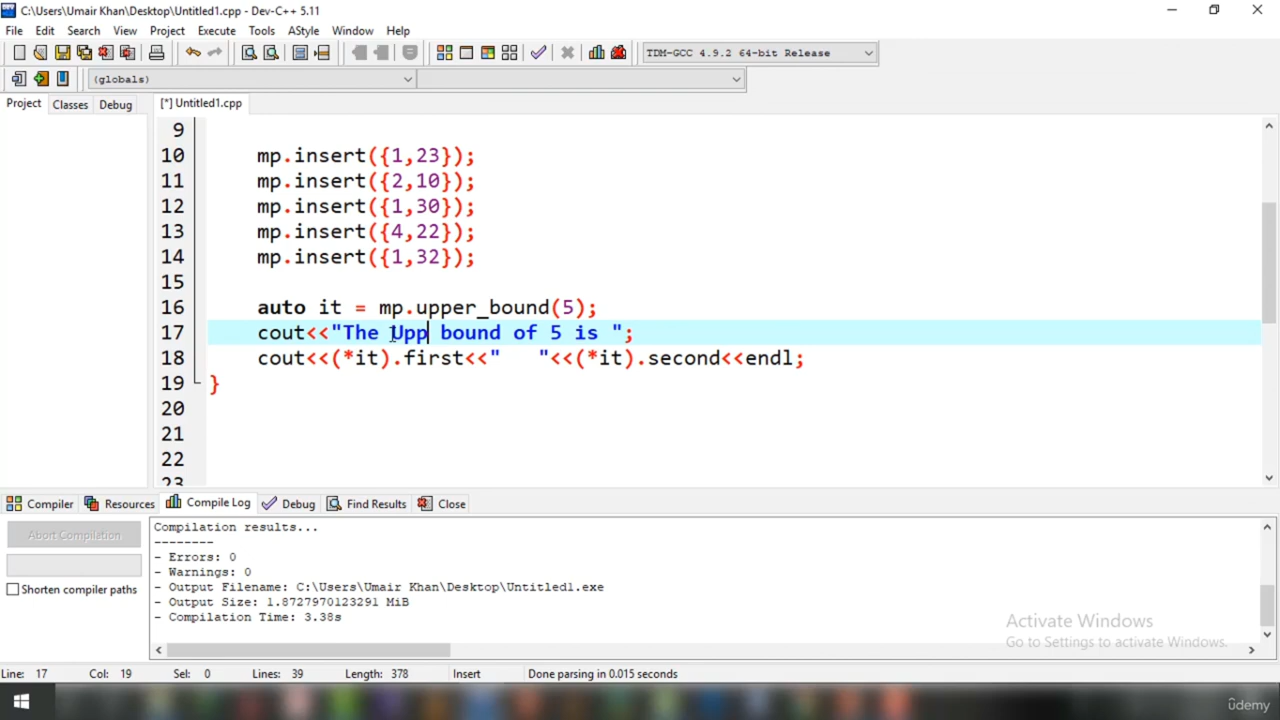 C:\Users\Umair Khan\Desktop\Untitled1.cpp - Dev-C++ 5.11
File Edit Search View Project Execute Tools AStyle Window Help
TDM-GCC 4.9.2 64-bit Release
(globals)
Project Classes Debug [*] Untitled1.cpp
9
10 mp.insert({1,23});
11 mp.insert({2,10});
12 mp.insert({1,30});
13 mp.insert({4,22});
14 mp.insert({1,32});
15
16 auto it = mp.upper_bound(5);
17 cout<<"The Upp bound of 5 is ";
18 cout<<(*it).first<<"   "<<(*it).second<<endl;
19 }
20
21
22
23
Compiler Resources Compile Log Debug Find Results Close
Abort Compilation
Shorten compiler paths
Compilation results...
--------
- Errors: 0
- Warnings: 0
- Output Filename: C:\Users\Umair Khan\Desktop\Untitled1.exe
- Output Size: 1.8727970123291 MiB
- Compilation Time: 3.38s
Activate Windows
Go to Settings to activate Windows.
Line: 17 Col: 19 Sel: 0 Lines: 39 Length: 378 Insert Done parsing in 0.015 seconds
ûdemy